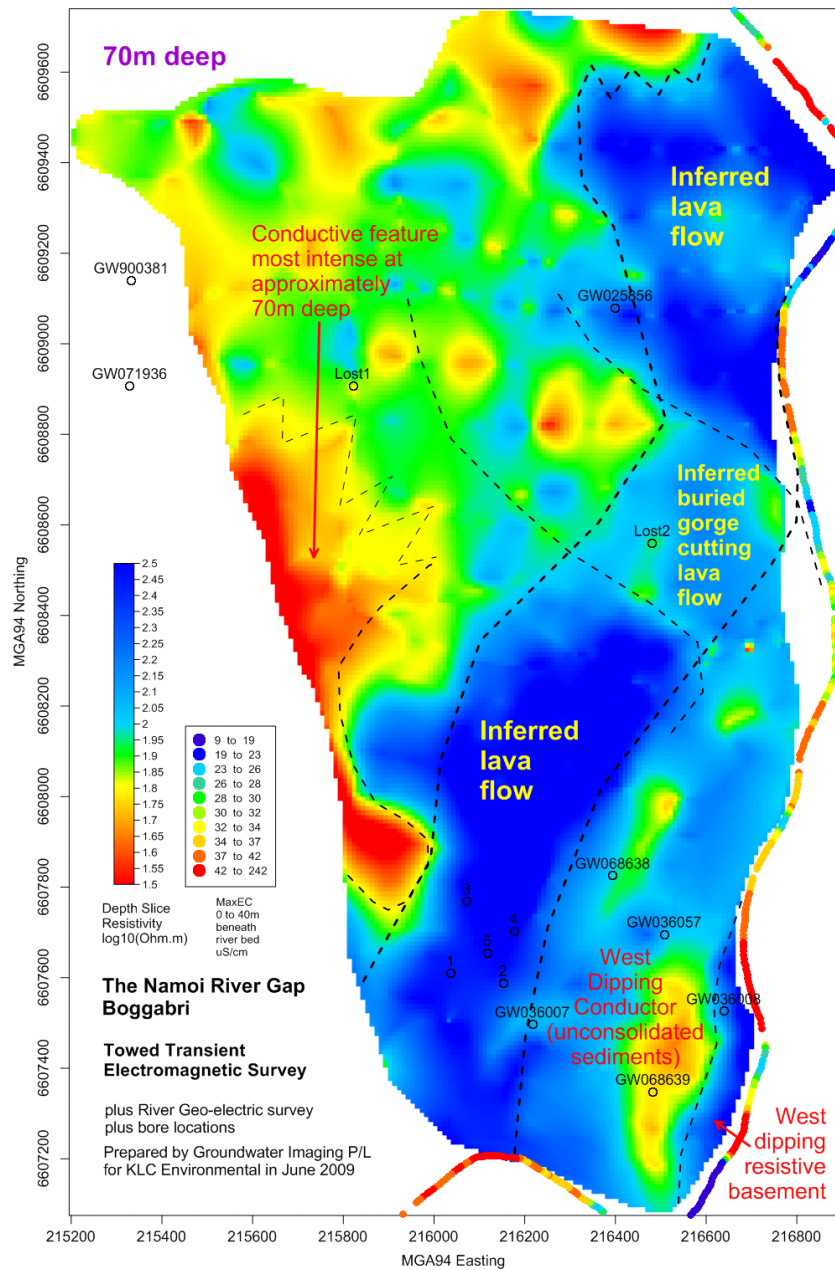 70m deep
Inferred
lava
flow
Conductive feature
most intense at
approximately
70m deep
GW900381
GW025856
GW071936
Lost1
Inferred
buried
gorge
cutting
lava
flow
Lost2
Inferred
lava
flow
GW068638
3
4
GW036057
5
1
2
West
Dipping
Conductor
(unconsolidated
sediments)
GW036007
GW036008
GW068639
West
dipping
resistive
basement
2.5
2.4
2.3
2.25
2.2
2.15
2.1
2.05
2
1.95
1.9
1.85
1.8
1.75
1.7
1.65
1.6
1.55
1.5
Depth Slice
Resistivity
log10(Ohm.m)
9 to 19
19 to 23
23 to 26
26 to 28
28 to 30
30 to 32
32 to 34
34 to 37
37 to 42
42 to 242
MaxEC
0 to 40m
beneath
river bed
uS/cm
The Namoi River Gap
Boggabri
Towed Transient
Electromagnetic Survey
plus River Geo-electric survey
plus bore locations
Prepared by Groundwater Imaging P/L
for KLC Environmental in June 2009
MGA94 Northing
6609600
6609400
6609200
6609000
6608800
6608600
6608400
6608200
6608000
6607800
6607600
6607400
6607200
215200
215400
215600
215800
216000
216200
216400
216600
216800
MGA94 Easting